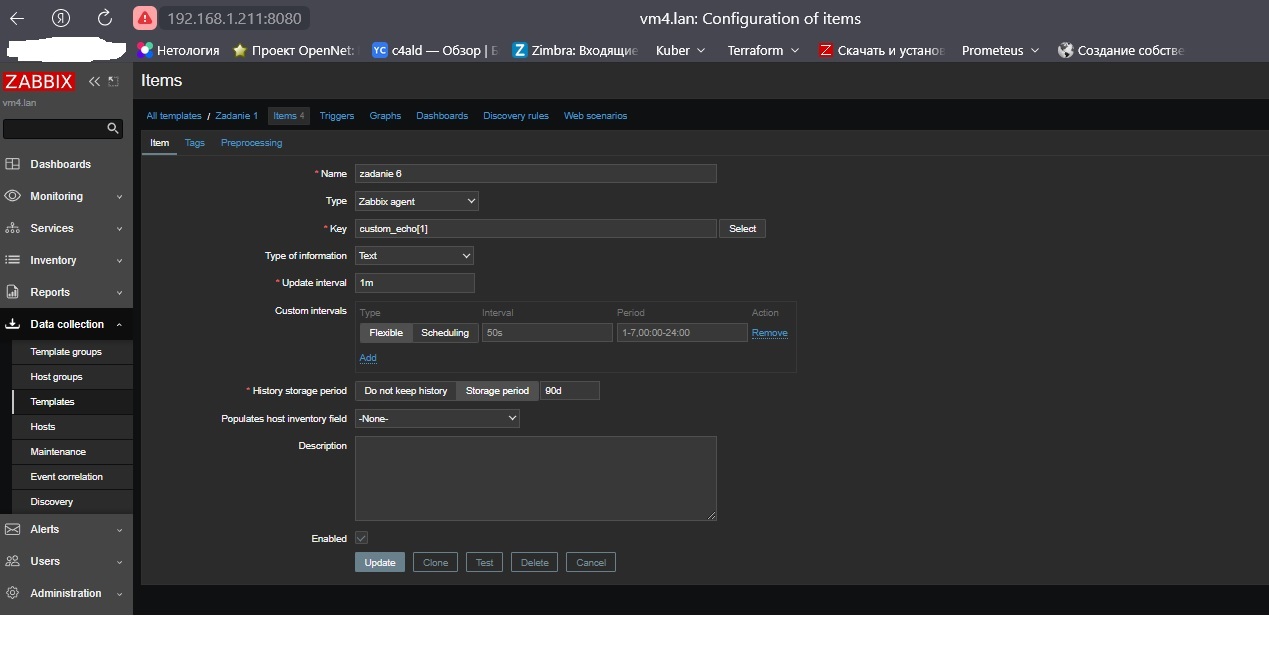 Я 192.168.1.211:8080 vm4.lan: Configuration of items
Нетология Проект OpenNet: YC c4ald — Обзор | Б Z Zimbra: Входящие Kuber Terraform Z Скачать и установ Prometeus Создание собстве
ZABBIX Items
vm4.lan
All templates / Zadanie 1 Items 4 Triggers Graphs Dashboards Discovery rules Web scenarios
Item Tags Preprocessing
Dashboards
Monitoring
Services
Inventory
Reports
Data collection
Template groups
Host groups
Templates
Hosts
Maintenance
Event correlation
Discovery
Alerts
Users
Administration
* Name zadanie 6
Type Zabbix agent
* Key custom_echo[1] Select
Type of information Text
* Update interval 1m
Custom intervals Type Interval Period Action
Flexible Scheduling 50s 1-7,00:00-24:00 Remove
Add
* History storage period Do not keep history Storage period 90d
Populates host inventory field -None-
Description
Enabled
Update Clone Test Delete Cancel